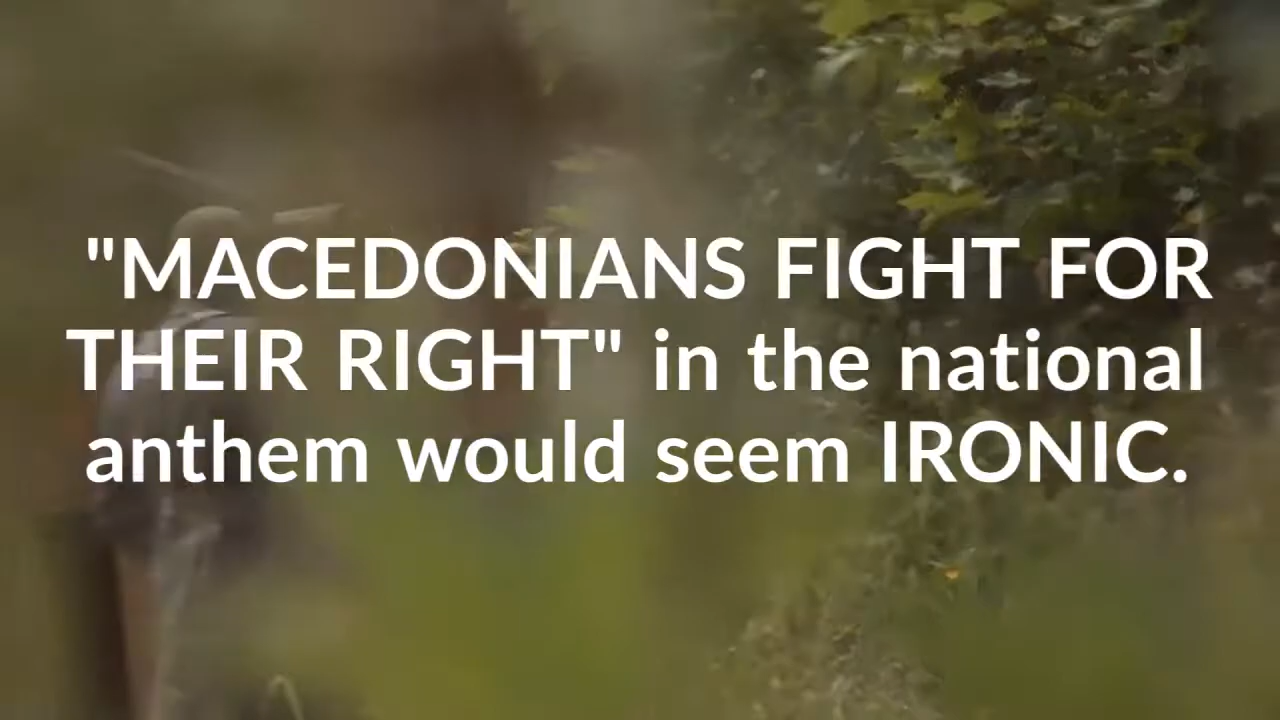 "MACEDONIANS FIGHT FOR
THEIR RIGHT" in the national
anthem would seem IRONIC.